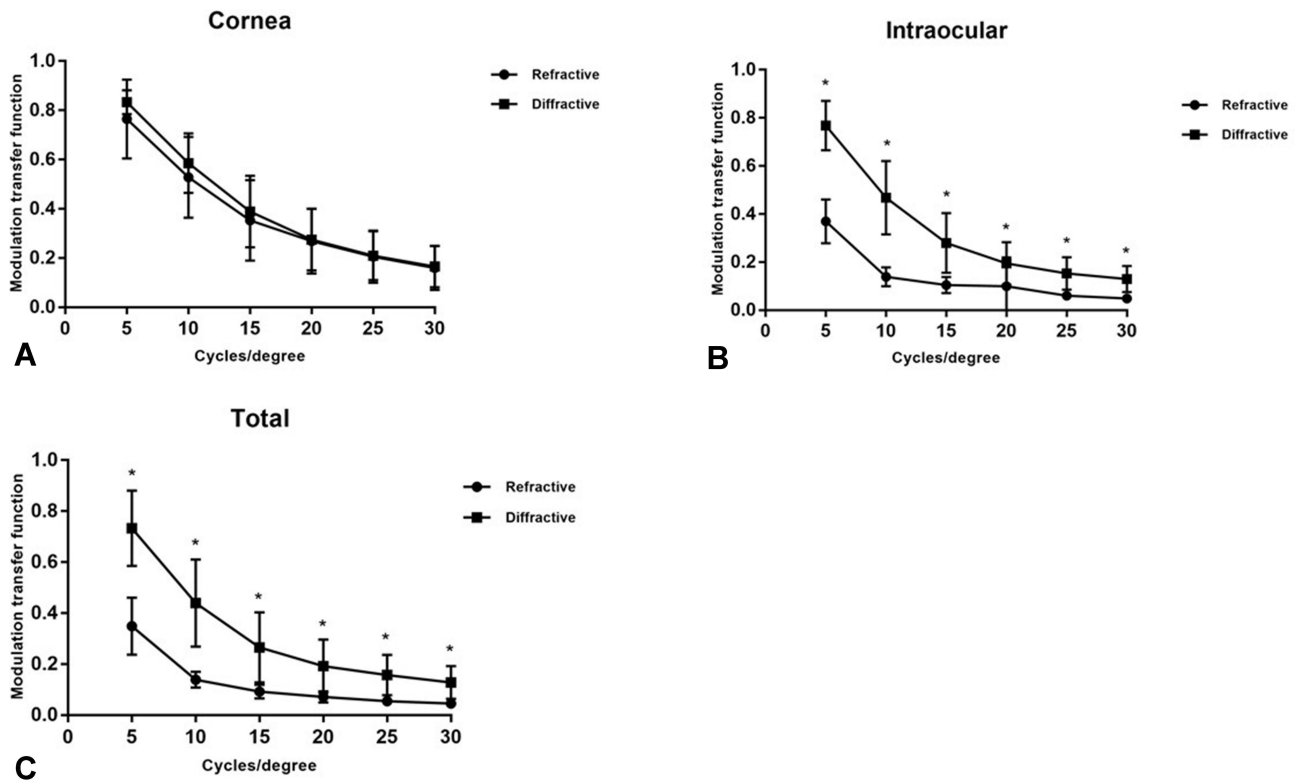 Cornea
Modulation transfer function
1.0
0.8
0.6
0.4
0.2
0.0
0 5 10 15 20 25 30
Cycles/degree
Refractive
Diffractive
A
Intraocular
Modulation transfer function
1.0
0.8
0.6
0.4
0.2
0.0
* * * * * *
0 5 10 15 20 25 30
Cycles/degree
Refractive
Diffractive
B
Total
Modulation transfer function
1.0
0.8
0.6
0.4
0.2
0.0
* * * * * *
0 5 10 15 20 25 30
Cycles/degree
Refractive
Diffractive
C